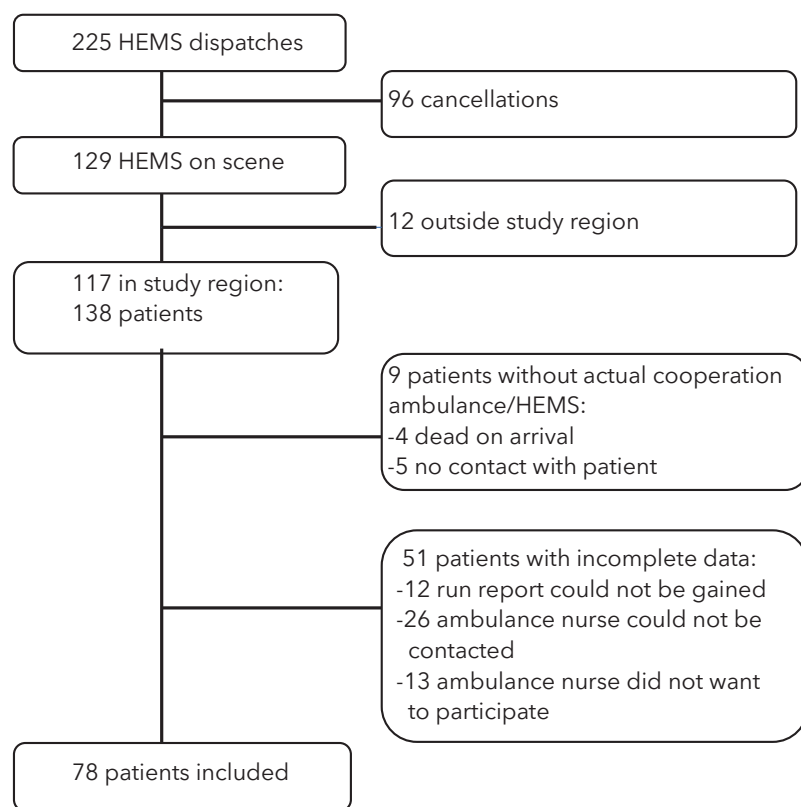 225 HEMS dispatches
96 cancellations
129 HEMS on scene
12 outside study region
117 in study region:
138 patients
9 patients without actual cooperation
ambulance/HEMS:
-4 dead on arrival
-5 no contact with patient
51 patients with incomplete data:
-12 run report could not be gained
-26 ambulance nurse could not be
contacted
-13 ambulance nurse did not want
to participate
78 patients included